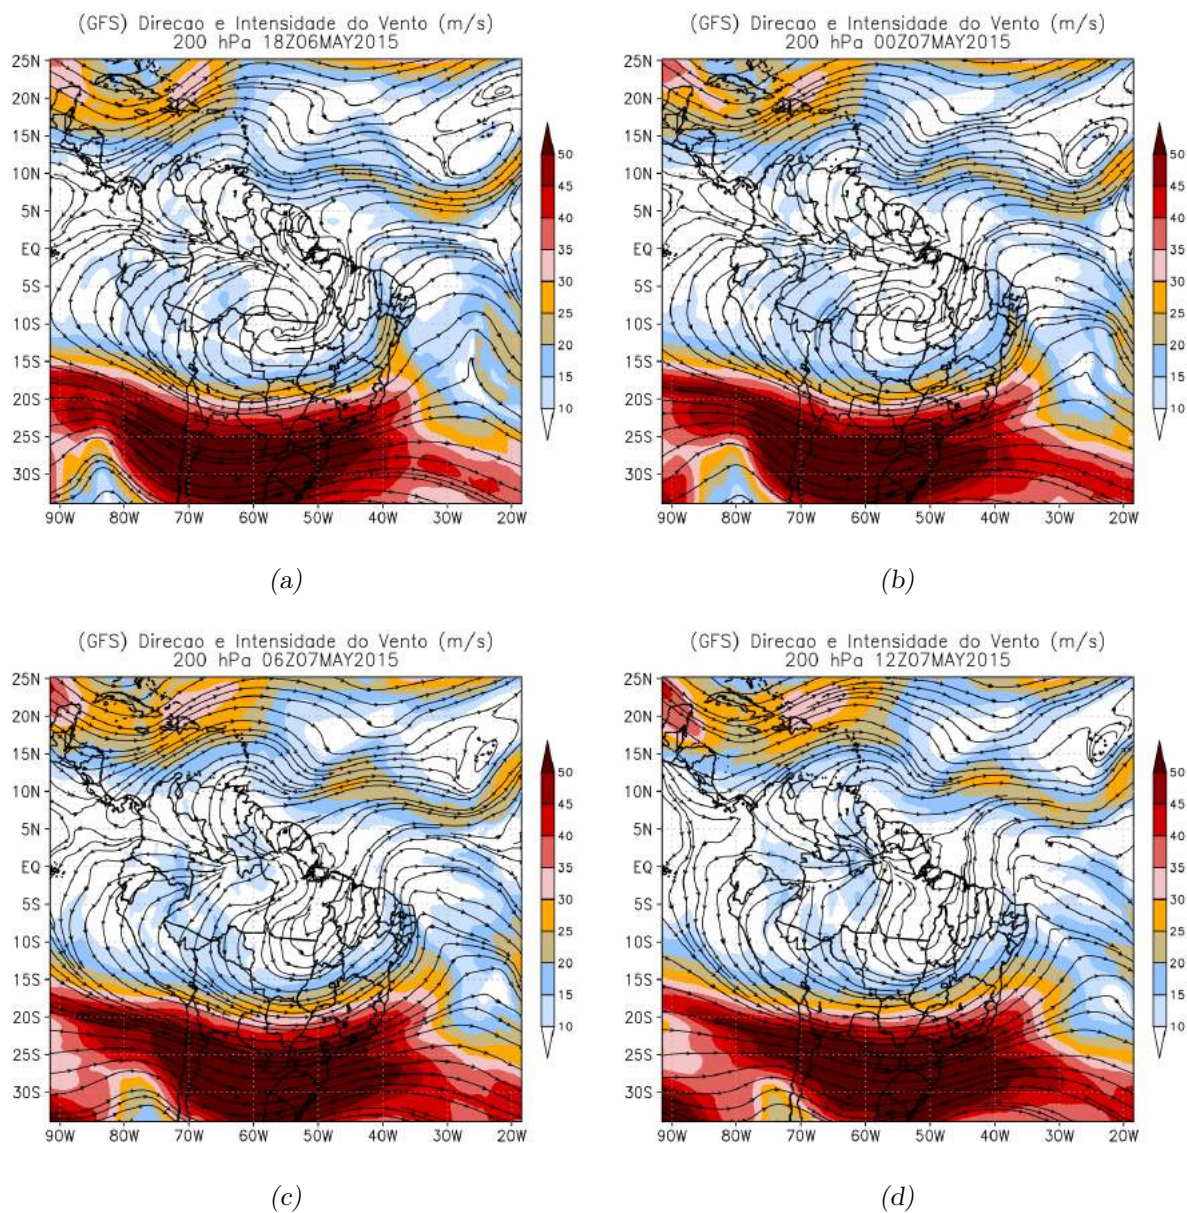 (GFS) Direcao e Intensidade do Vento (m/s)
200 hPa 18Z06MAY2015
25N
20N
15N
10N
5N
EQ
5S
10S
15S
20S
25S
30S
90W 80W 70W 60W 50W 40W 30W 20W
50
45
40
35
30
25
20
15
10
(a)
(GFS) Direcao e Intensidade do Vento (m/s)
200 hPa 00Z07MAY2015
25N
20N
15N
10N
5N
EQ
5S
10S
15S
20S
25S
30S
90W 80W 70W 60W 50W 40W 30W 20W
50
45
40
35
30
25
20
15
10
(b)
(GFS) Direcao e Intensidade do Vento (m/s)
200 hPa 06Z07MAY2015
25N
20N
15N
10N
5N
EQ
5S
10S
15S
20S
25S
30S
90W 80W 70W 60W 50W 40W 30W 20W
50
45
40
35
30
25
20
15
10
(c)
(GFS) Direcao e Intensidade do Vento (m/s)
200 hPa 12Z07MAY2015
25N
20N
15N
10N
5N
EQ
5S
10S
15S
20S
25S
30S
90W 80W 70W 60W 50W 40W 30W 20W
50
45
40
35
30
25
20
15
10
(d)